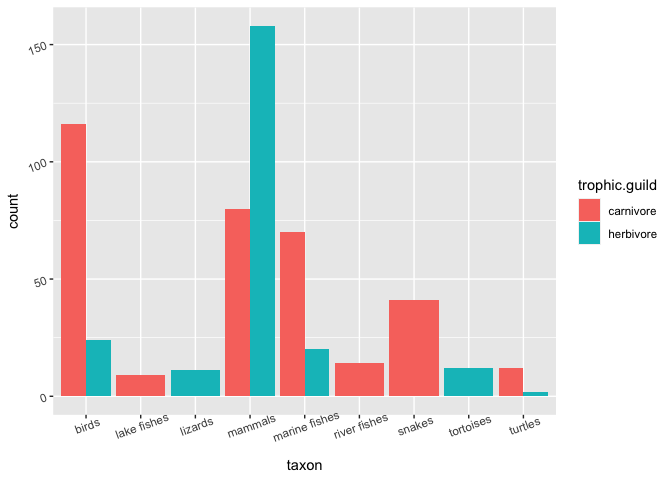 150
100
50
0
count
birds
lake fishes
lizards
mammals
marine fishes
river fishes
snakes
tortoises
turtles
taxon
trophic.guild
carnivore
herbivore